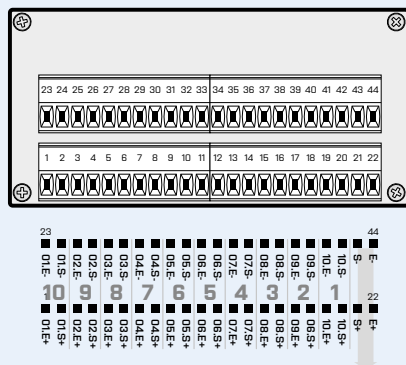 23 24 25 26 27 28 29 30 31 32 33 34 35 36 37 38 39 40 41 42 43 44
1 2 3 4 5 6 7 8 9 10 11 12 13 14 15 16 17 18 19 20 21 22
23 44
01.E- 01.S- 02.E- 02.S- 03.E- 03.S- 04.E- 04.S- 05.E- 05.S- 06.E- 06.S- 07.E- 07.S- 08.E- 08.S- 09.E- 09.S- 10.E- 10.S- S- E-
10 9 8 7 6 5 4 3 2 1
22
01.E+ 01.S+ 02.E+ 02.S+ 03.E+ 03.S+ 04.E+ 04.S+ 05.E+ 05.S+ 06.E+ 06.S+ 07.E+ 07.S+ 08.E+ 08.S+ 09.E+ 06.S+ 10.E+ 10.S+ S+ E+